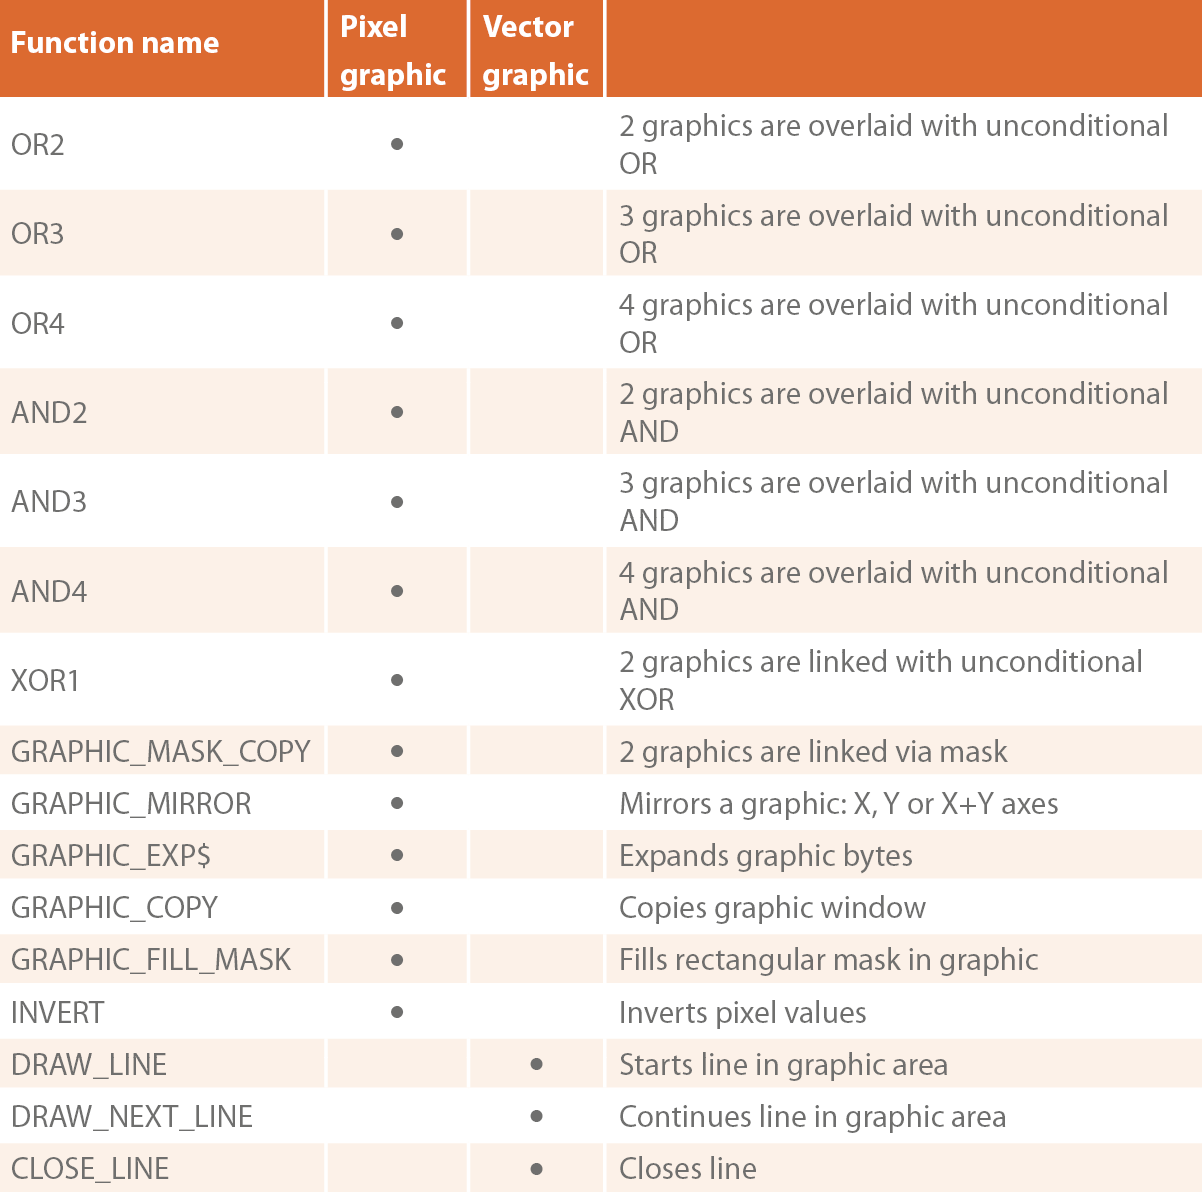 Function name
Pixel
graphic
Vector
graphic
OR2 • 2 graphics are overlaid with unconditional
OR
OR3 • 3 graphics are overlaid with unconditional
OR
OR4 • 4 graphics are overlaid with unconditional
OR
AND2 • 2 graphics are overlaid with unconditional
AND
AND3 • 3 graphics are overlaid with unconditional
AND
AND4 • 4 graphics are overlaid with unconditional
AND
XOR1 • 2 graphics are linked with unconditional
XOR
GRAPHIC_MASK_COPY • 2 graphics are linked via mask
GRAPHIC_MIRROR • Mirrors a graphic: X, Y or X+Y axes
GRAPHIC_EXP$ • Expands graphic bytes
GRAPHIC_COPY • Copies graphic window
GRAPHIC_FILL_MASK • Fills rectangular mask in graphic
INVERT • Inverts pixel values
DRAW_LINE • Starts line in graphic area
DRAW_NEXT_LINE • Continues line in graphic area
CLOSE_LINE • Closes line